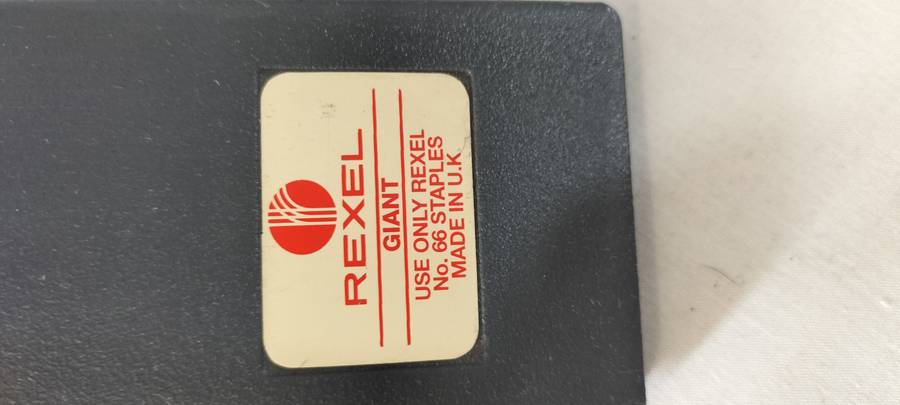 REXEL
GIANT
USE ONLY REXEL
No. 66 STAPLES
MADE IN U.K